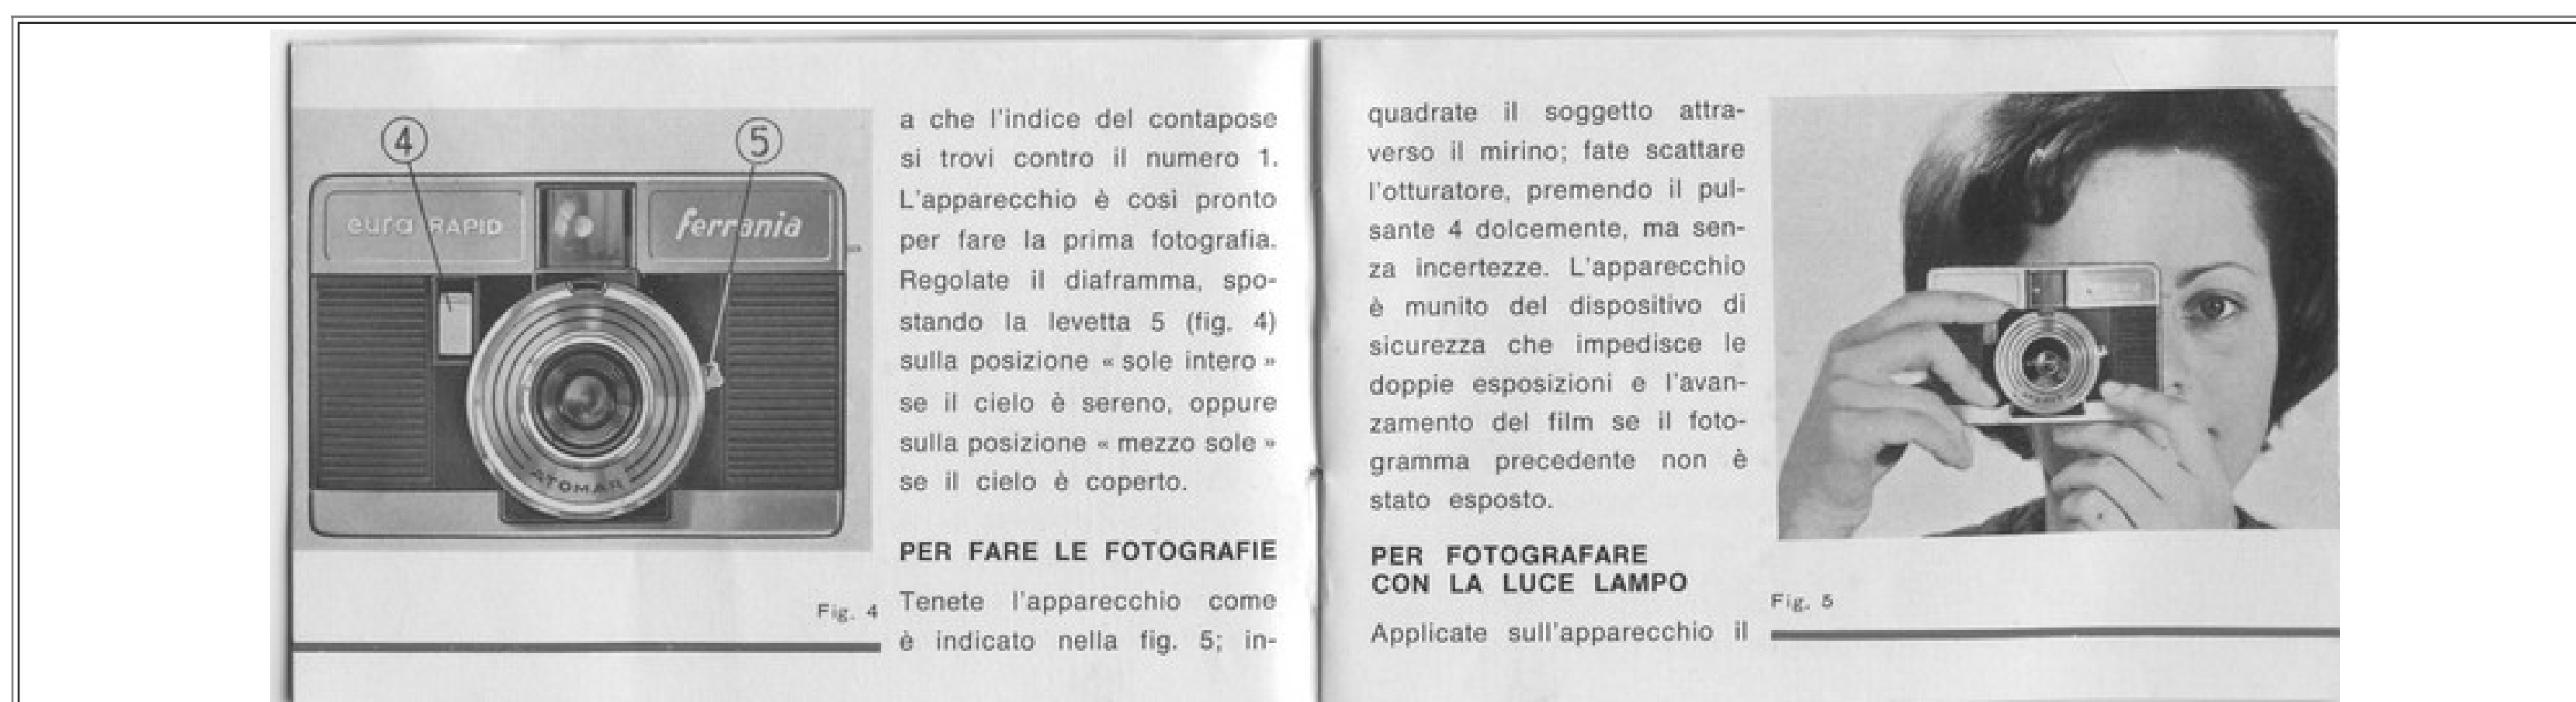 4
5
eura RAPID
ferrania
ATOMAR
Fig. 4
a che l'indice del contapose
si trovi contro il numero 1.
L'apparecchio è così pronto
per fare la prima fotografia.
Regolate il diaframma, spo-
stando la levetta 5 (fig. 4)
sulla posizione « sole intero »
se il cielo è sereno, oppure
sulla posizione « mezzo sole »
se il cielo è coperto.
PER FARE LE FOTOGRAFIE
Tenete l'apparecchio come
è indicato nella fig. 5; in-
quadrate il soggetto attra-
verso il mirino; fate scattare
l'otturatore, premendo il pul-
sante 4 dolcemente, ma sen-
za incertezze. L'apparecchio
è munito del dispositivo di
sicurezza che impedisce le
doppie esposizioni e l'avan-
zamento del film se il foto-
gramma precedente non è
stato esposto.
PER FOTOGRAFARE
CON LA LUCE LAMPO
Applicate sull'apparecchio il
Fig. 5